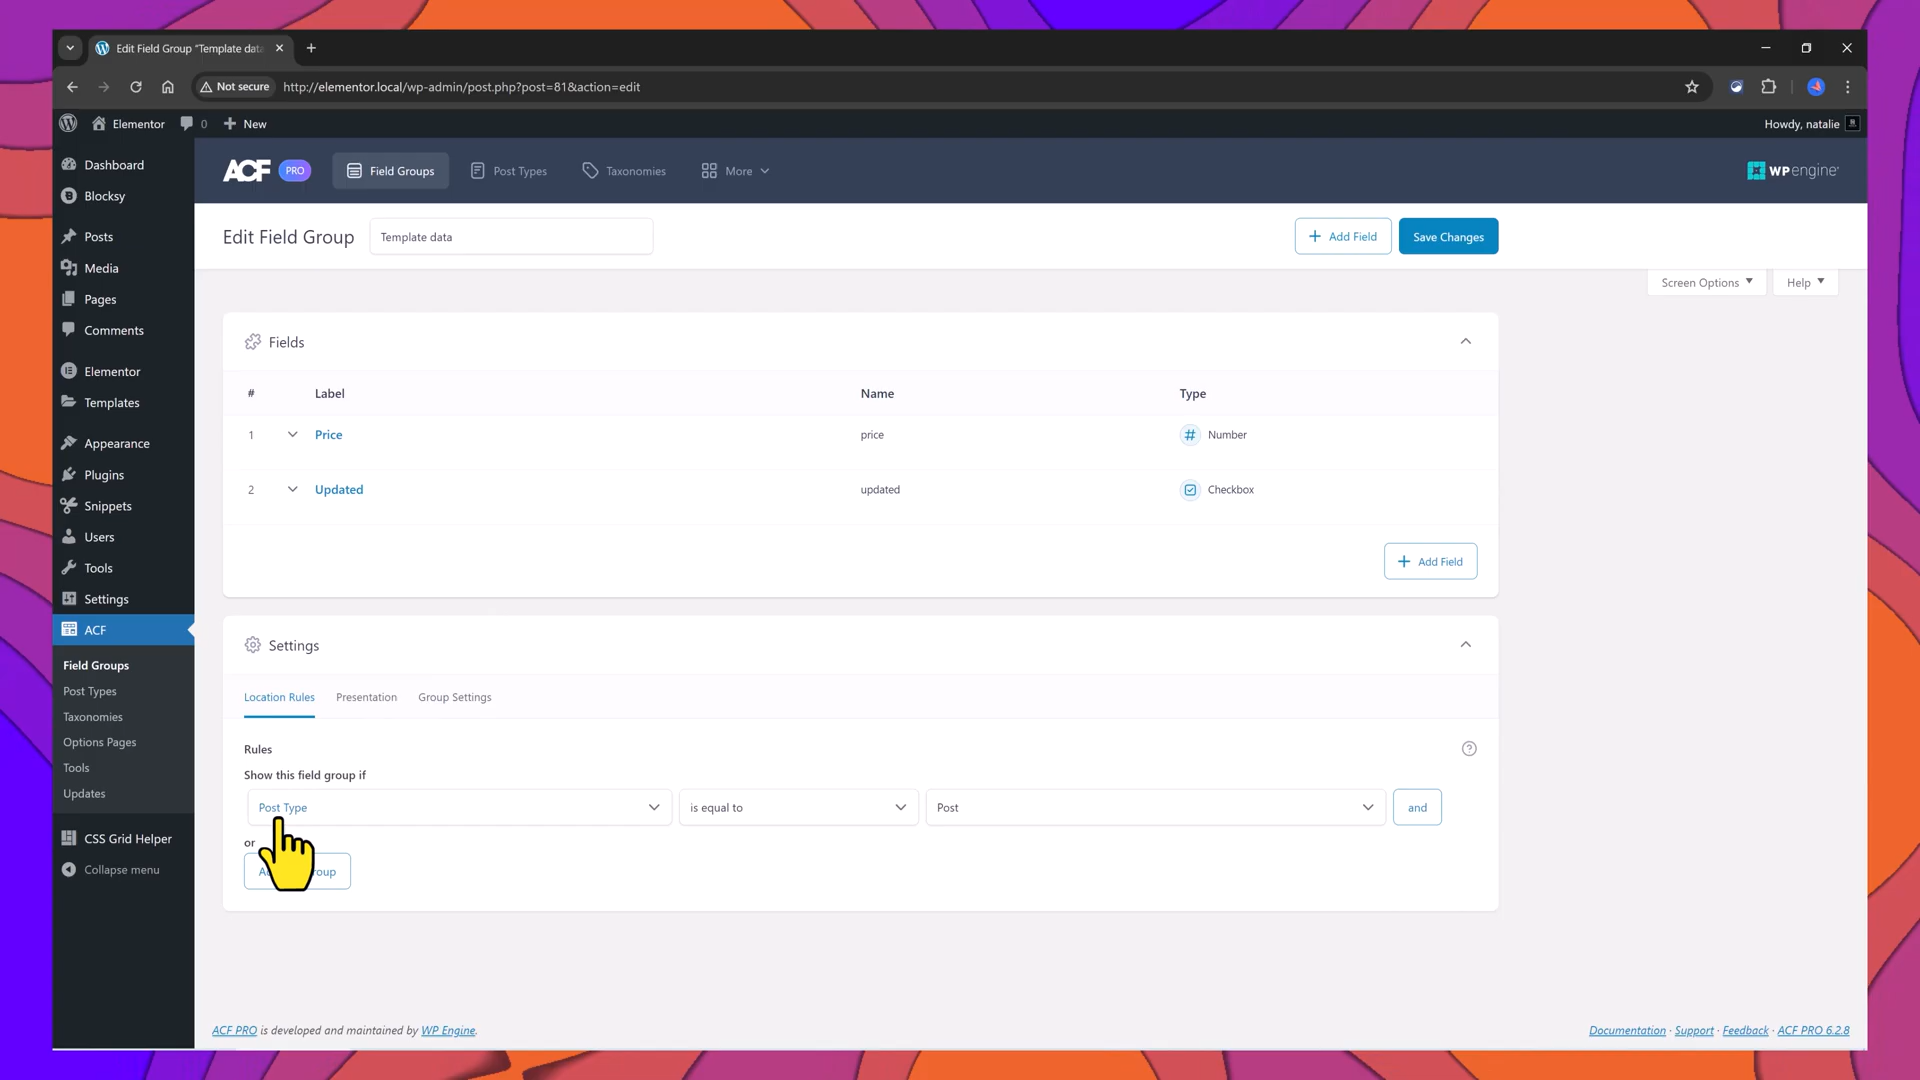 Edit Field Group "Template data
Not secure
http://elementor.local/wp-admin/post.php?post=81&action=edit
Elementor
0
New
Howdy, natalie
Dashboard
Blocksy
Posts
Media
Pages
Comments
Elementor
Templates
Appearance
Plugins
Snippets
Users
Tools
Settings
ACF
Field Groups
Post Types
Taxonomies
Options Pages
Tools
Updates
CSS Grid Helper
Collapse menu
ACF PRO
Field Groups
Post Types
Taxonomies
More
WP engine
Edit Field Group
Template data
Add Field
Save Changes
Screen Options
Help
Fields
# Label Name Type
1 Price price # Number
2 Updated updated Checkbox
Add Field
Settings
Location Rules Presentation Group Settings
Rules
Show this field group if
Post Type is equal to Post and
or
ACF PRO is developed and maintained by WP Engine.
Documentation · Support · Feedback · ACF PRO 6.2.8